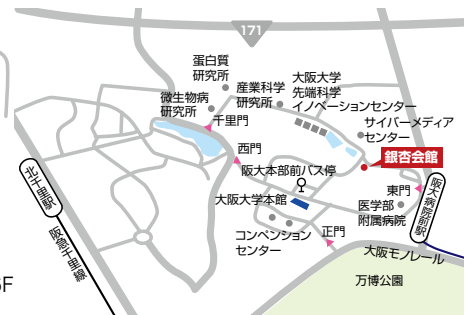 171
蛋白質
研究所
産業科学
研究所
大阪大学
先端科学
イノベーションセンター
微生物病
研究所
千里門
サイバーメディア
センター
西門
銀杏会館
阪大本部前バス停
北千里駅
東門
阪大病院前駅
大阪大学本館
医学部
附属病院
コンベンション
センター
正門
阪急千里線
大阪モノレール
万博公園
F